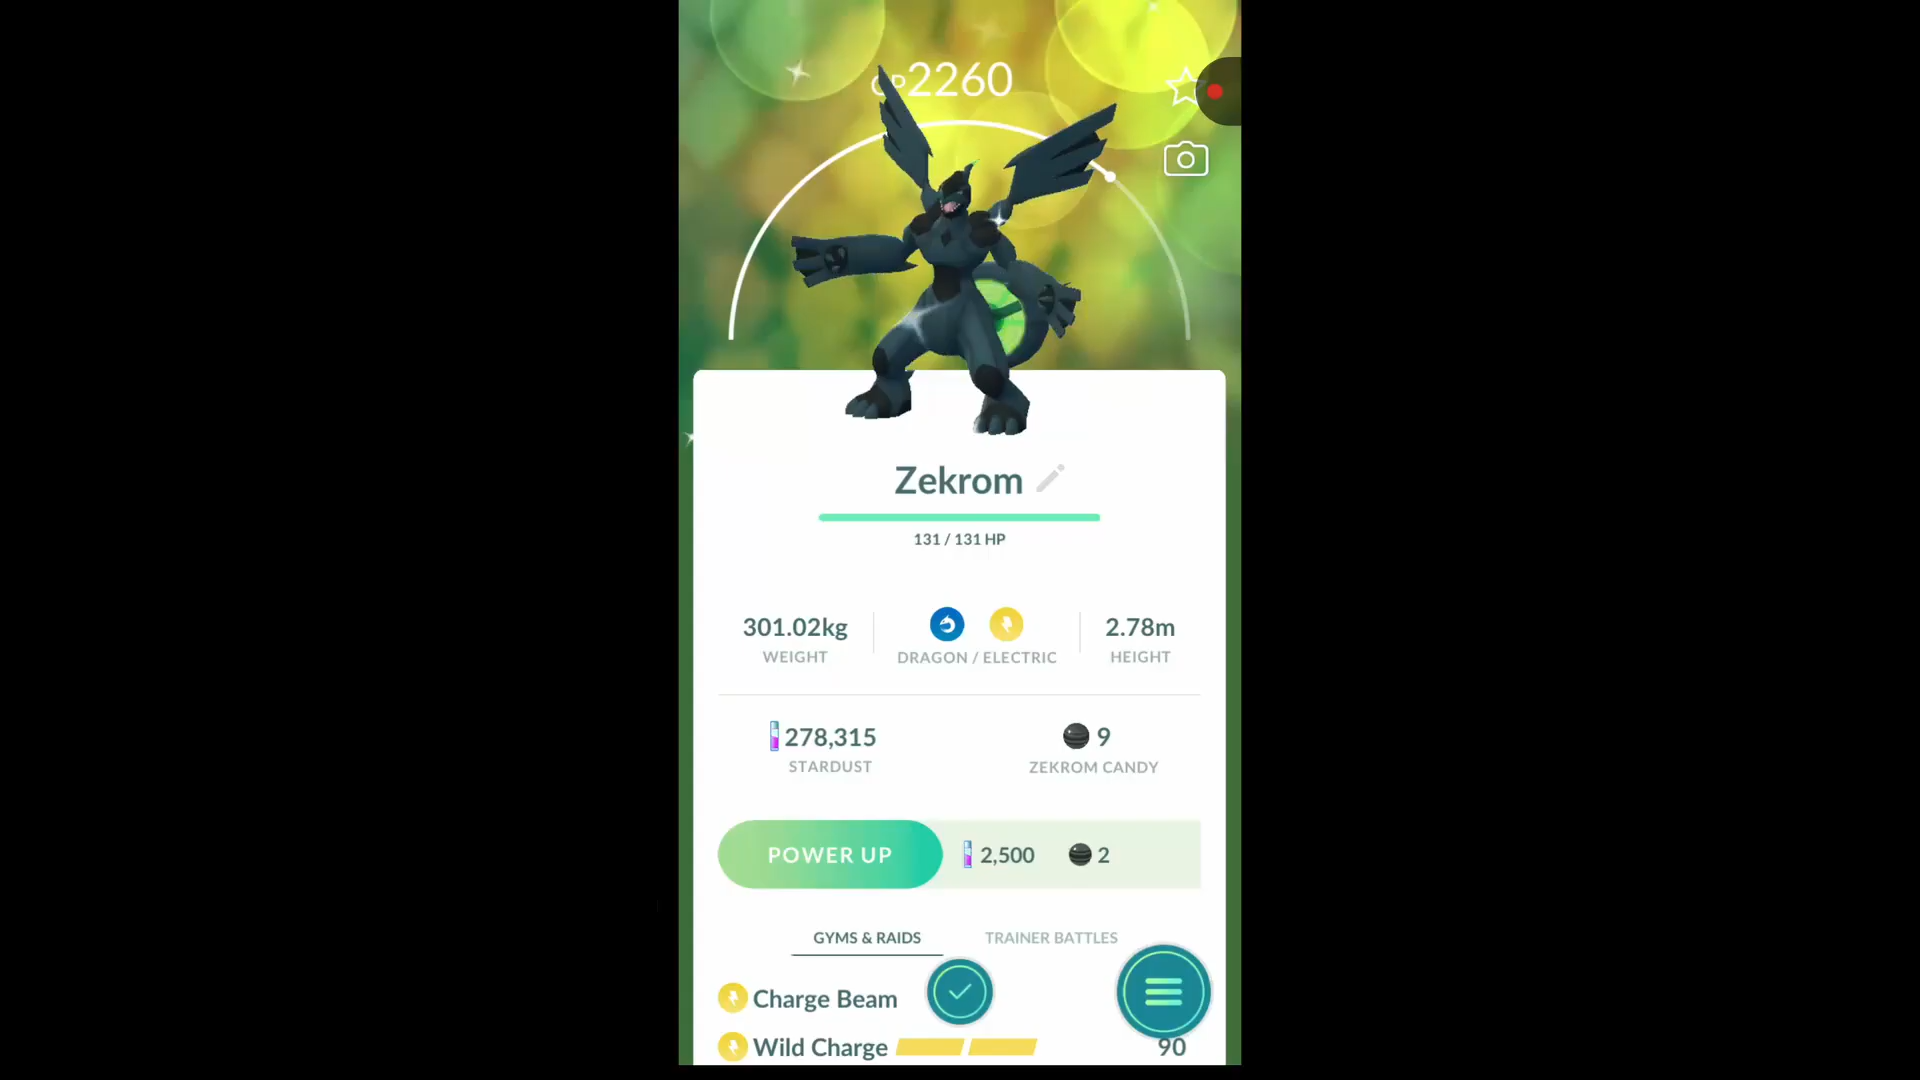 CP2260
Zekrom
131 / 131 HP
301.02kg
WEIGHT
DRAGON / ELECTRIC
2.78m
HEIGHT
278,315
STARDUST
9
ZEKROM CANDY
POWER UP
2,500
2
GYMS & RAIDS
TRAINER BATTLES
Charge Beam
Wild Charge
90